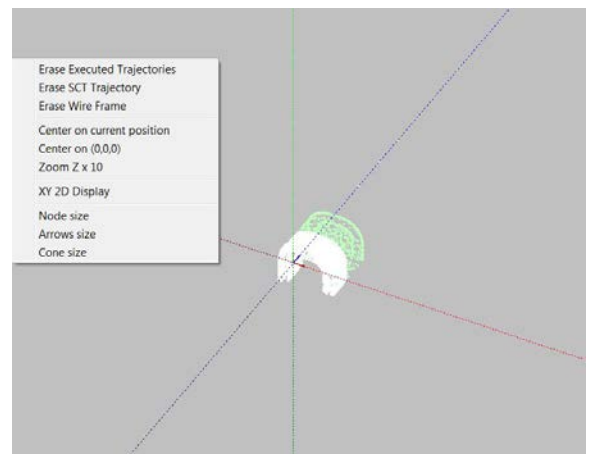 Erase Executed Trajectories
Erase SCT Trajectory
Erase Wire Frame
Center on current position
Center on (0,0,0)
Zoom Z x 10
XY 2D Display
Node size
Arrows size
Cone size